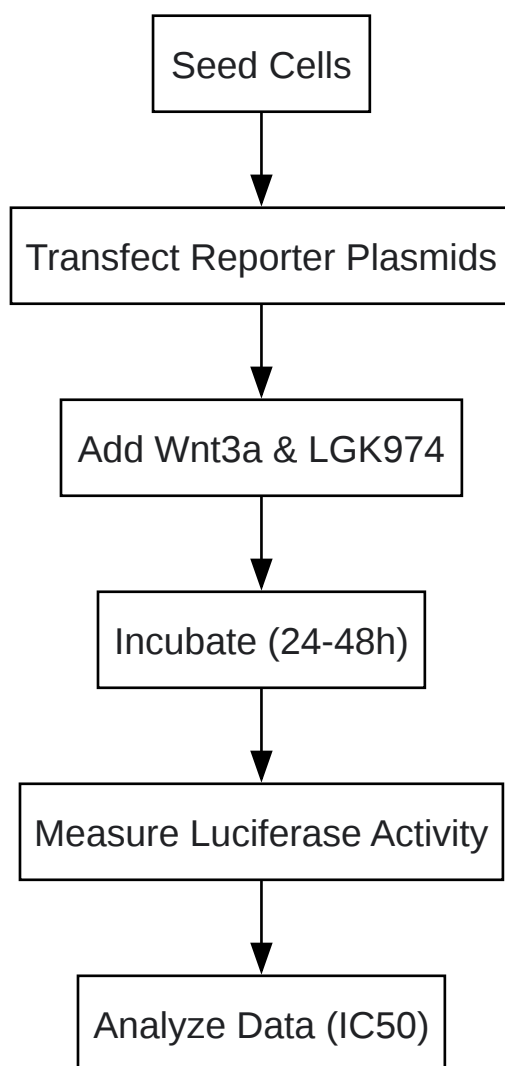 Seed Cells
Transfect Reporter Plasmids
Add Wnt3a & LGK974
Incubate (24-48h)
Measure Luciferase Activity
Analyze Data (IC50)